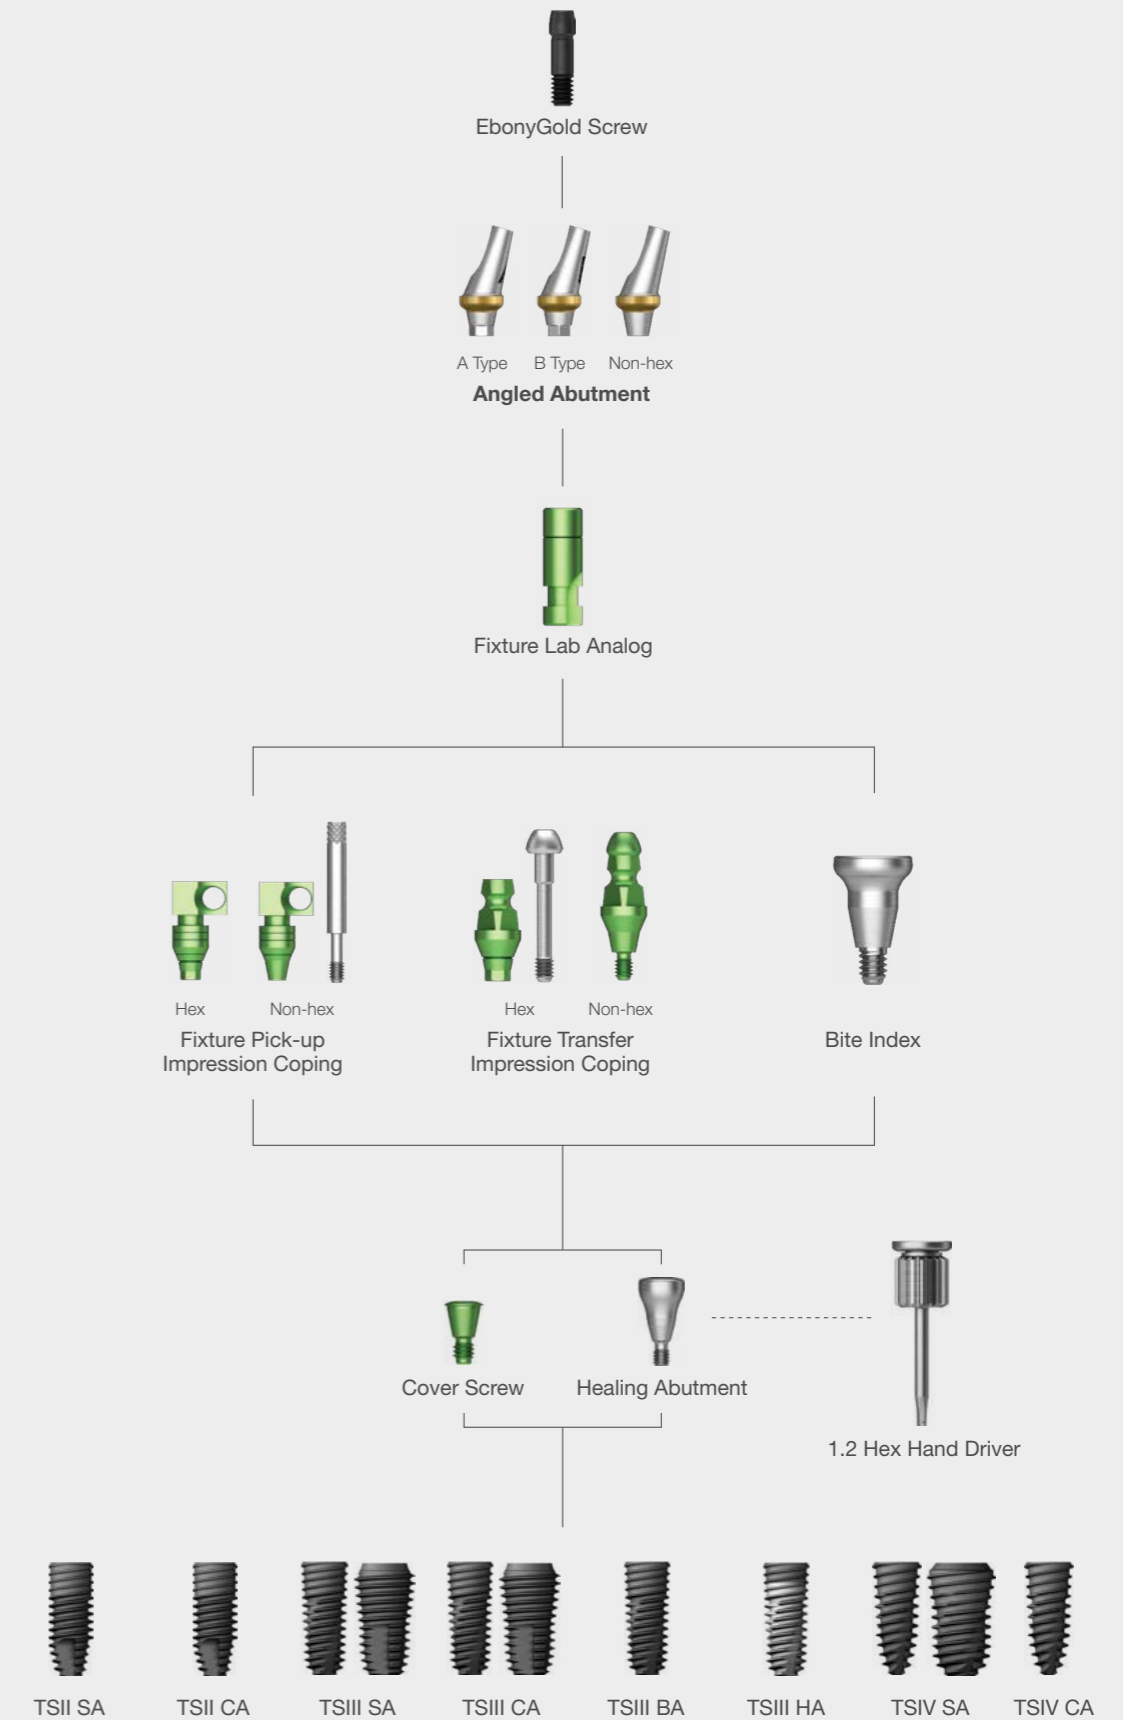 EbonyGold Screw
A Type B Type Non-hex
Angled Abutment
Fixture Lab Analog
Hex Non-hex
Fixture Pick-up
Impression Coping
Hex Non-hex
Fixture Transfer
Impression Coping
Bite Index
Cover Screw
Healing Abutment
1.2 Hex Hand Driver
TSII SA TSII CA TSIII SA TSIII CA TSIII BA TSIII HA TSIV SA TSIV CA